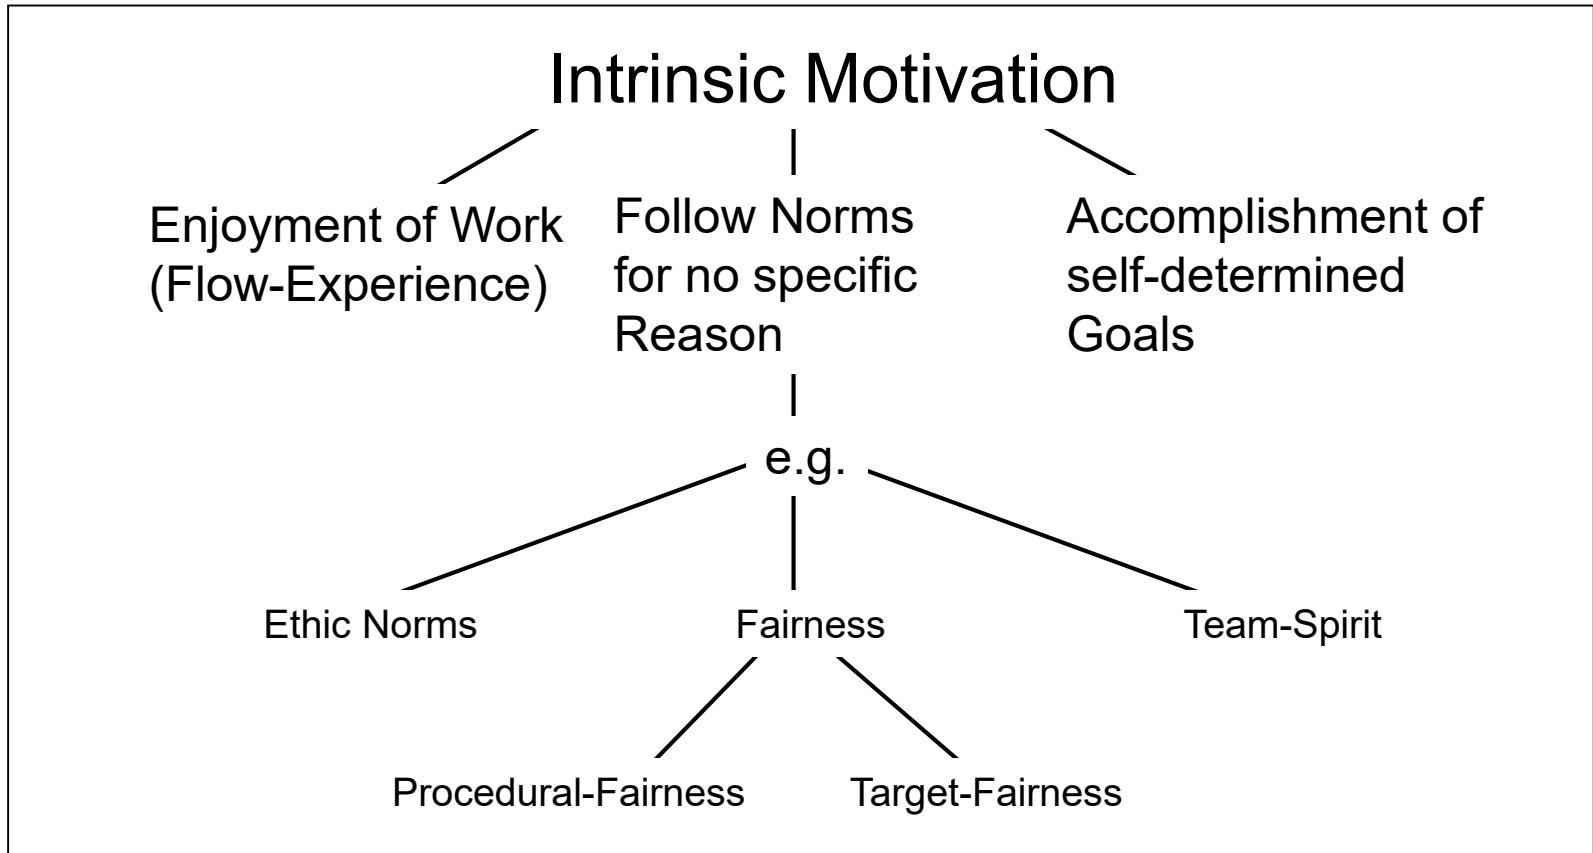 Intrinsic Motivation
Enjoyment of Work
(Flow-Experience)
Follow Norms
for no specific
Reason
Accomplishment of
self-determined
Goals
e.g.
Ethic Norms
Fairness
Team-Spirit
Procedural-Fairness
Target-Fairness